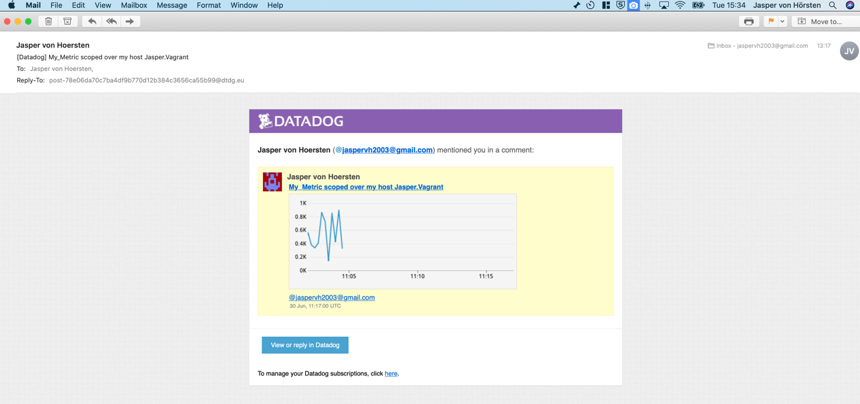 Mail File Edit View Mailbox Message Format Window Help
Tue 15:34 Jasper von Hörsten
Move to...
Jasper von Hoersten
Inbox - jaspervh2003@gmail.com 13:17
JV
[Datadog] My_Metric scoped over my host Jasper.Vagrant
To: Jasper von Hoersten,
Reply-To: post-78e06da70c7ba4df9b770d12b384c3656ca55b99@dtdg.eu
DATADOG
Jasper von Hoersten (@jaspervh2003@gmail.com) mentioned you in a comment:
Jasper von Hoersten
My_Metric scoped over my host Jasper.Vagrant
1K
0.8K
0.6K
0.4K
0.2K
0K
11:05 11:10 11:15
@jaspervh2003@gmail.com
30 Jun, 11:17:00 UTC
View or reply in Datadog
To manage your Datadog subscriptions, click here.